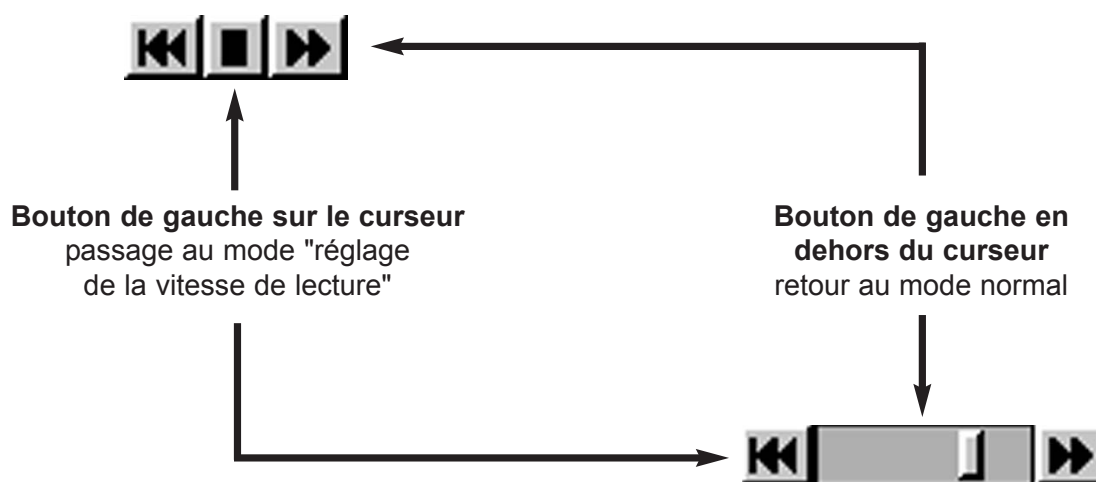 Bouton de gauche sur le curseur
passage au mode "réglage
de la vitesse de lecture"
Bouton de gauche en
dehors du curseur
retour au mode normal